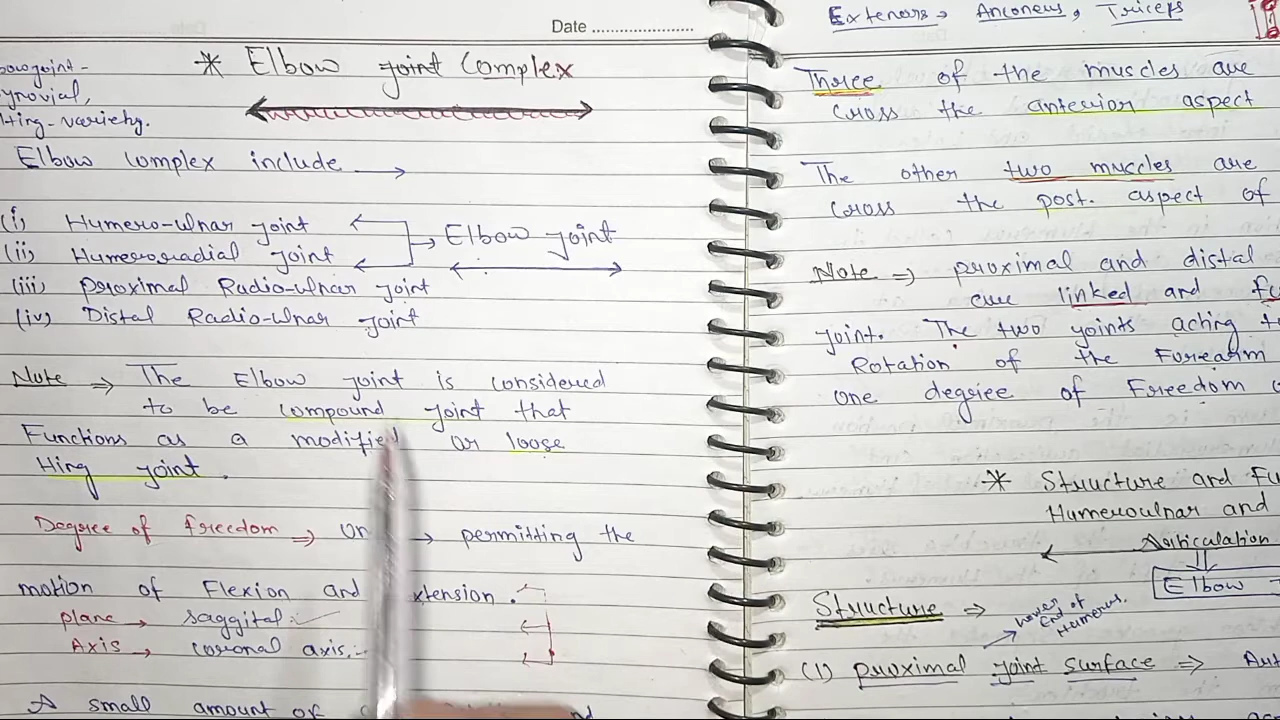 Date
* Elbow joint Complex
Elbow complex include →
(i) Humero-ulnar joint
(ii) Humeroradial joint
→ Elbow joint
(iii) Proximal Radio-ulnar joint
(iv) Distal Radio-ulnar joint
Note ⇒ The Elbow joint is considered
to be compound joint that
Functions as a modified or loose
Hing joint.
Degree of freedom ⇒ → permitting the
motion of Flexion and
plane → saggital
Axis → coronal axis.
A small amount of
Extensors, Anconeus, Triceps
Three of the muscles are
cross the anterior aspect
The other two muscles are
cross the post. aspect of
Note ⇒ proximal and distal
are linked and
joint. The two joints acting
Rotation of the Forearm
one degree of Freedom
* Structure and
Humeroulnar and
Articulation
Elbow
Structure ⇒
Lower End of Humerus.
(1) proximal joint surface ⇒